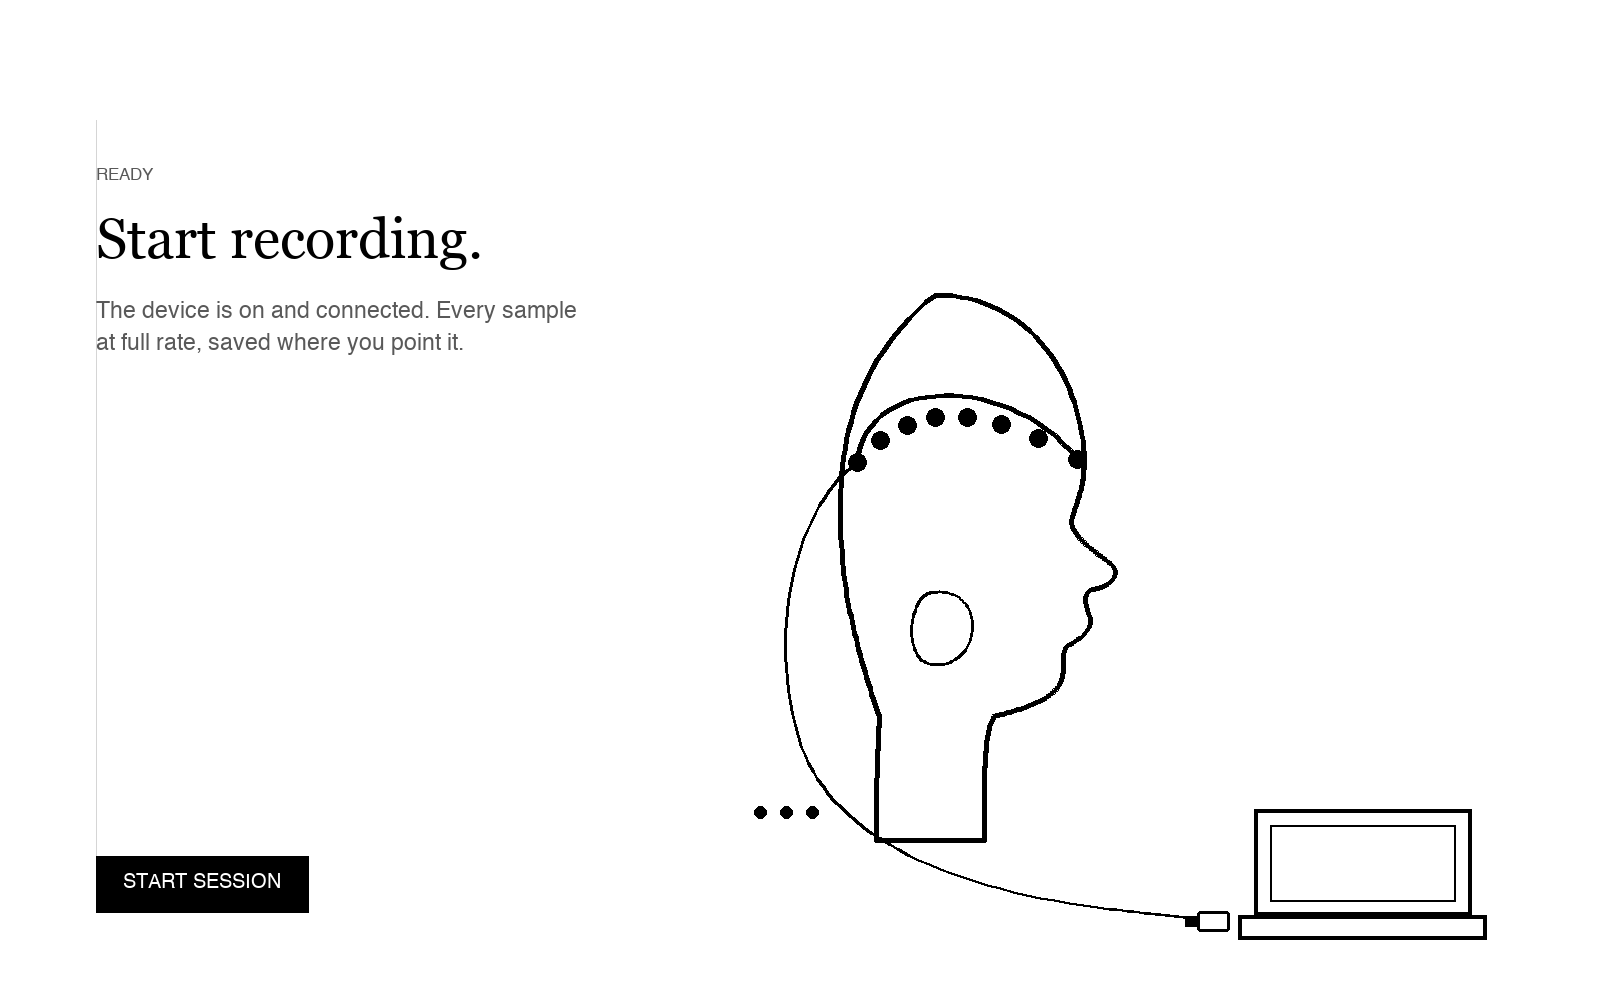 READY
Start recording.
The device is on and connected. Every sample
at full rate, saved where you point it.
START SESSION